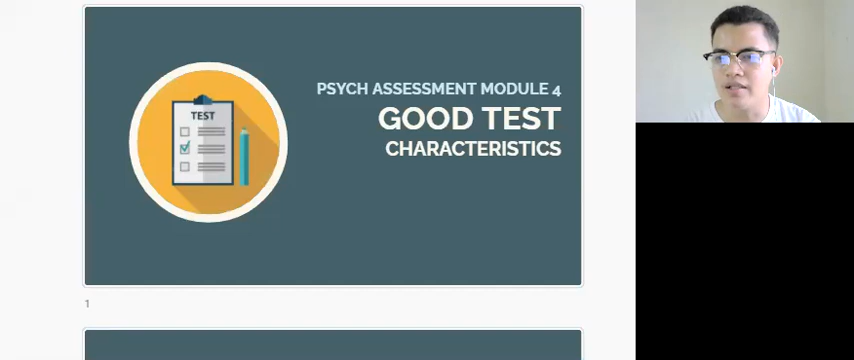 PSYCH ASSESSMENT MODULE 4
GOOD TEST
CHARACTERISTICS
TEST
1